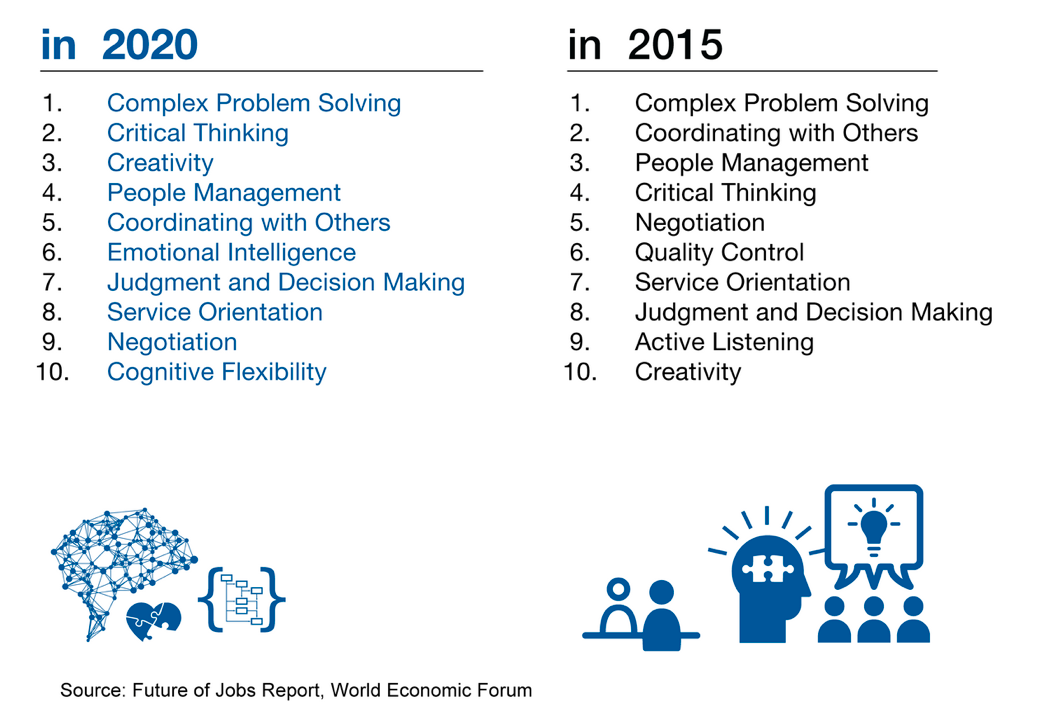 in 2020
1. Complex Problem Solving
2. Critical Thinking
3. Creativity
4. People Management
5. Coordinating with Others
6. Emotional Intelligence
7. Judgment and Decision Making
8. Service Orientation
9. Negotiation
10. Cognitive Flexibility
in 2015
1. Complex Problem Solving
2. Coordinating with Others
3. People Management
4. Critical Thinking
5. Negotiation
6. Quality Control
7. Service Orientation
8. Judgment and Decision Making
9. Active Listening
10. Creativity
Source: Future of Jobs Report, World Economic Forum